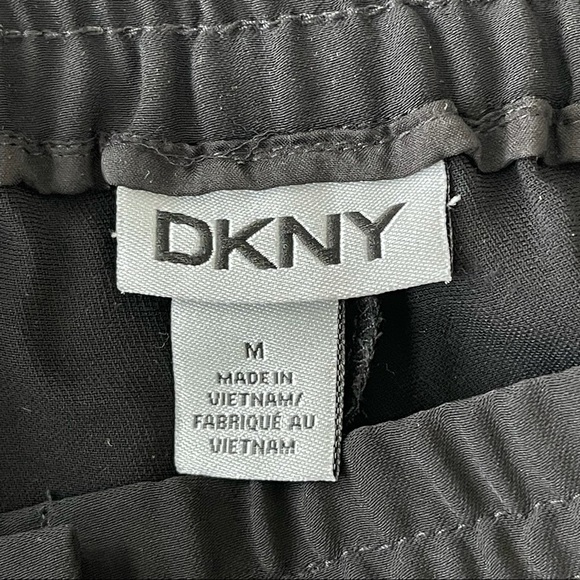 DKNY
M
MADE IN
VIETNAM/
FABRIQUÉ AU
VIETNAM